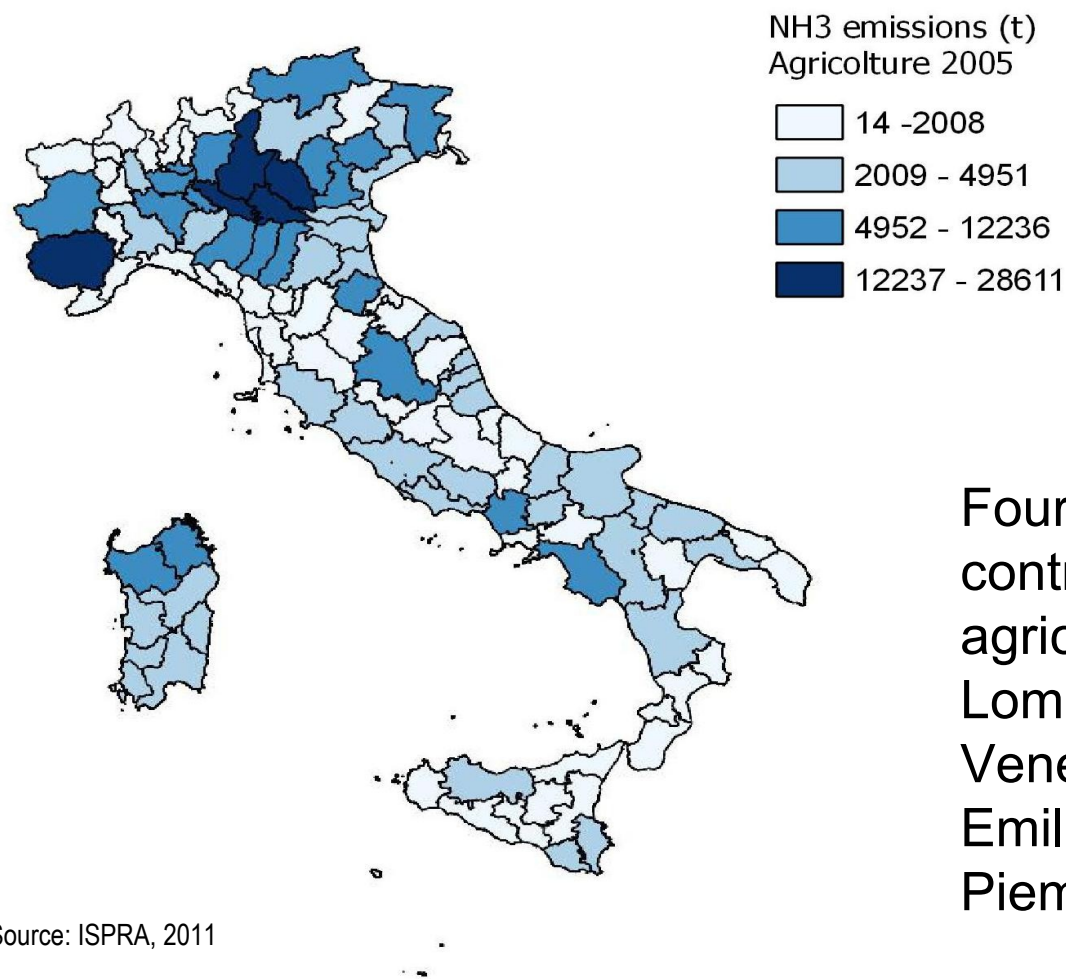 NH3 emissions (t)
Agricolture 2005
14 -2008
2009 - 4951
4952 - 12236
12237 - 28611
Four
contr
agric
Lom
Vene
Emil
Piem
Source: ISPRA, 2011